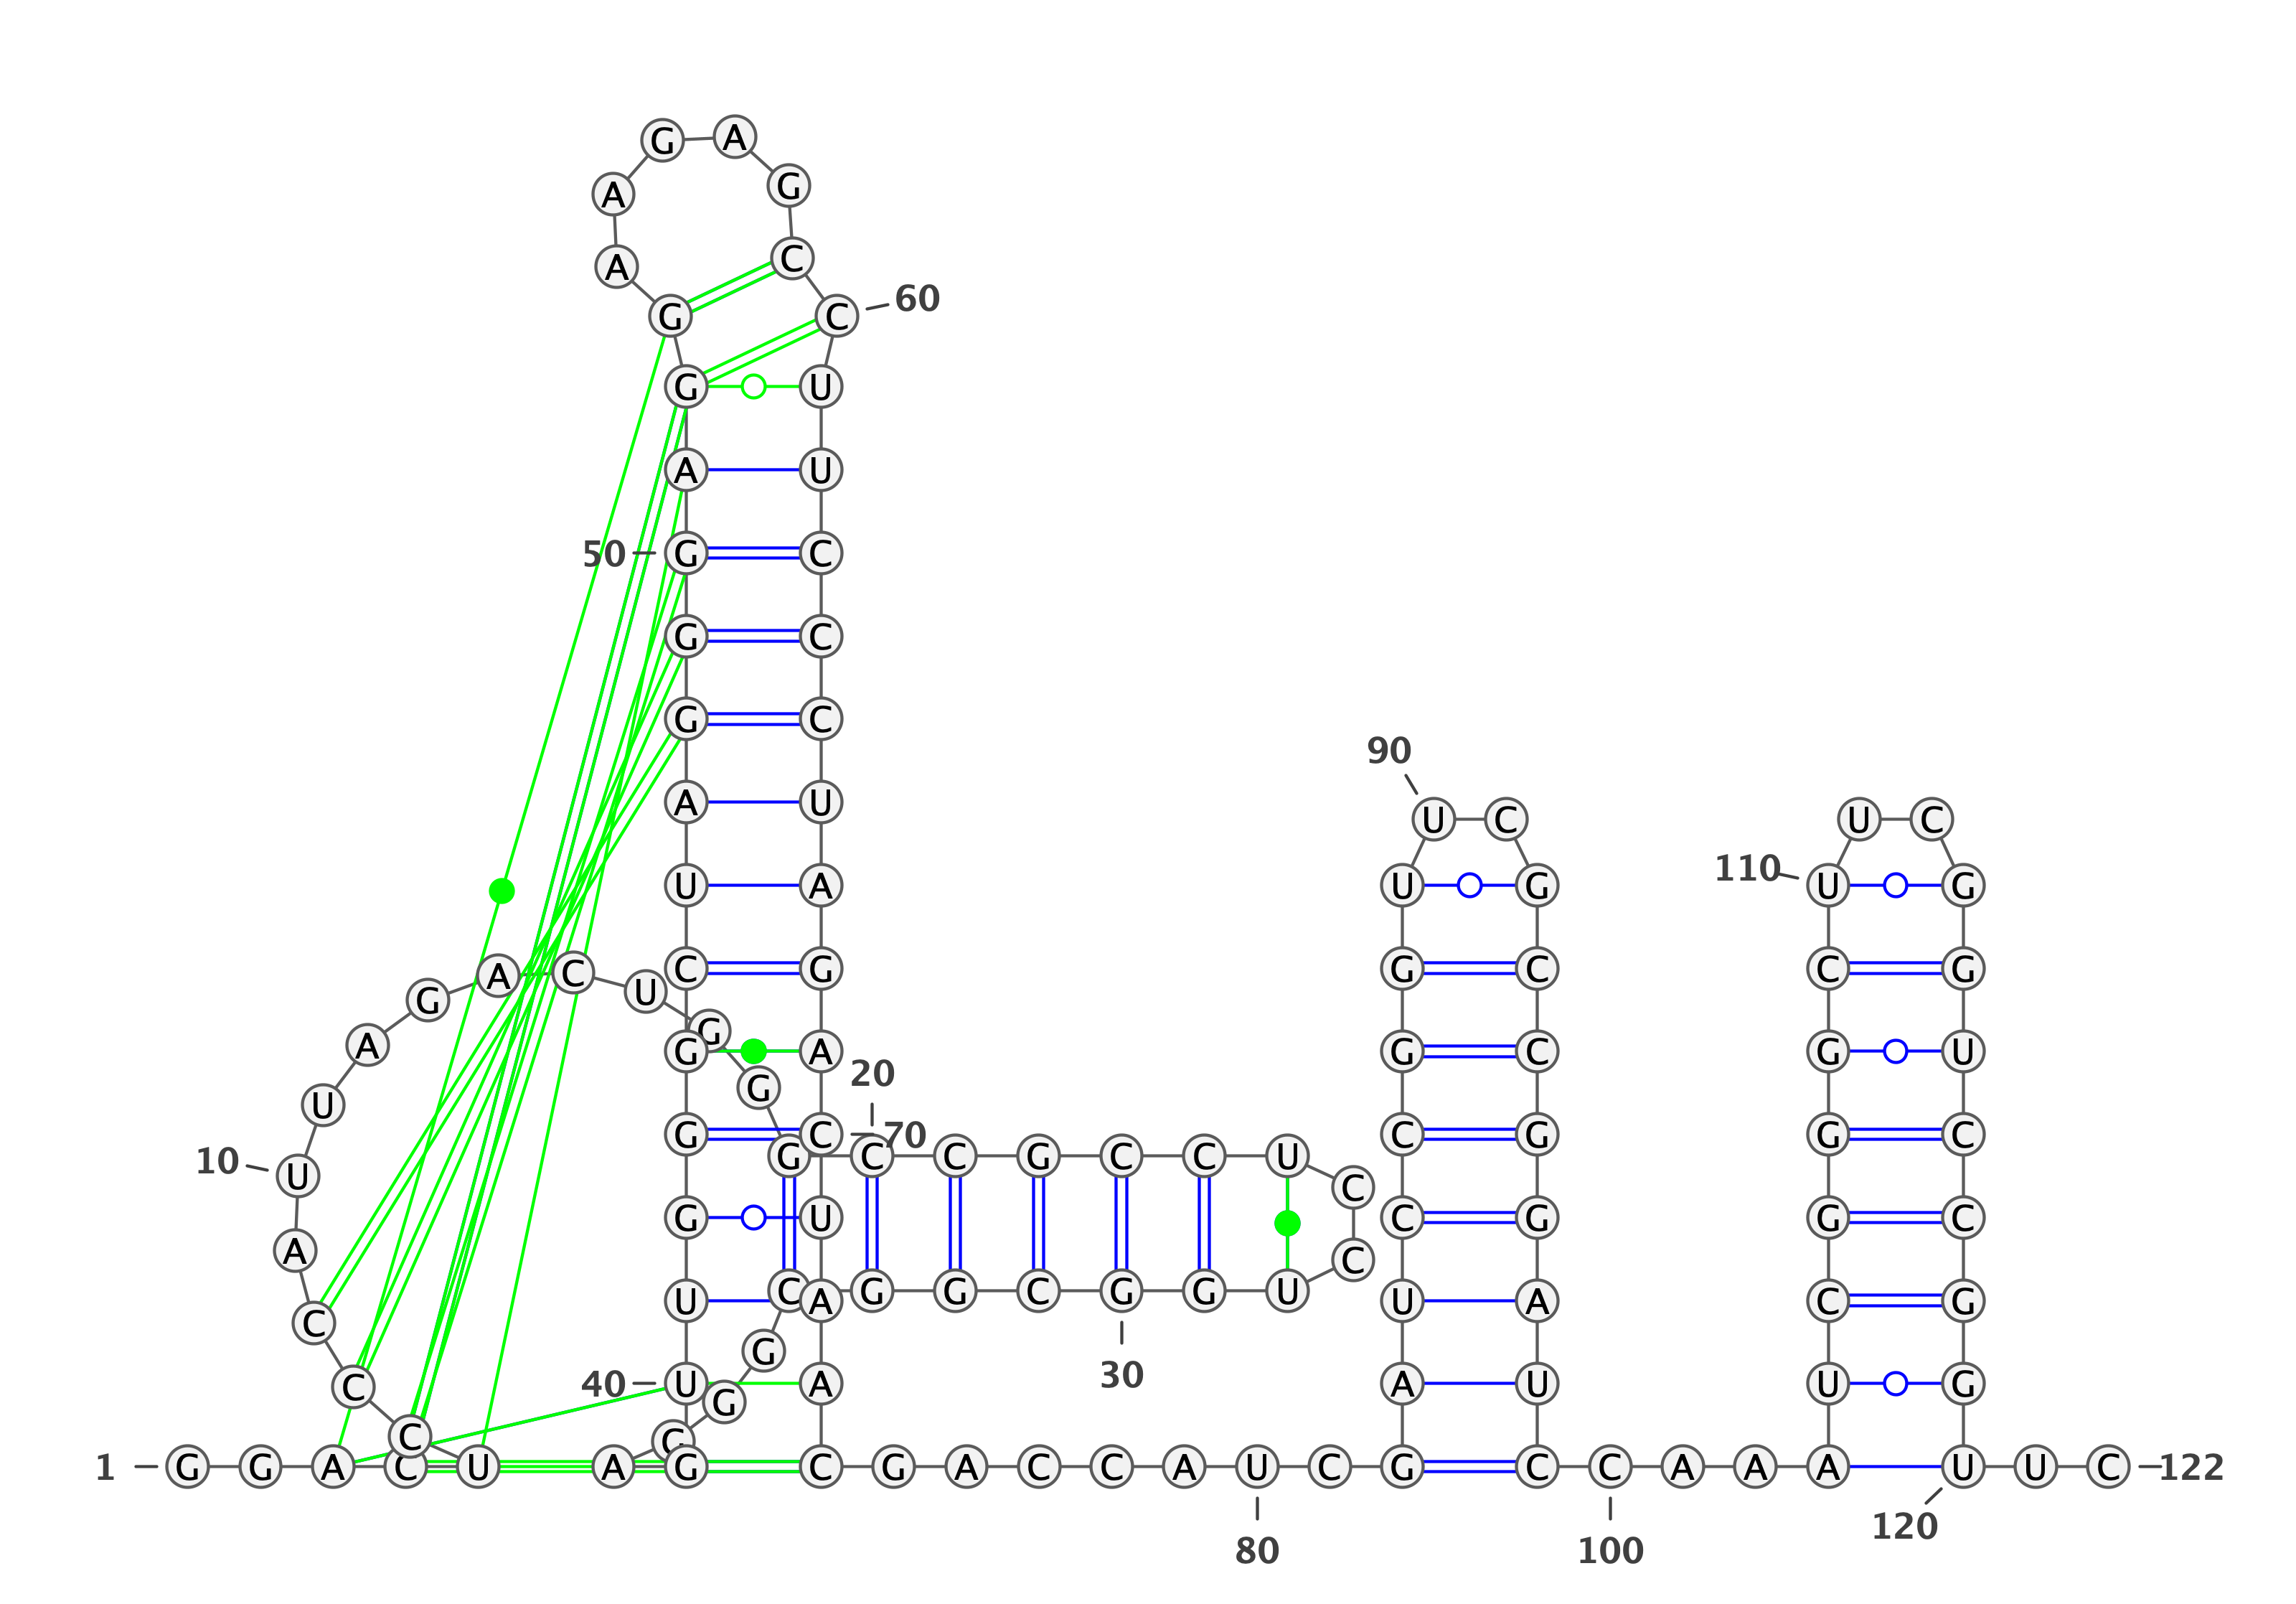 G A
A G
A C
G C 60
G U
A U
50 G C
G C
G C
90
A U U C U C
U A U G 110 U G
C G A C U G C C G
G
G A G C G U
A 20
G
U
G C 70 G C C G C C U C G G C
10 U C
A G U C G G C
C
U C A G G C G G U U A 30 C G
C G
C
40 U A G A U U G
C G
1 G G A C U A G C G A C C A U C G C C A A A U U C 122
80 100 120